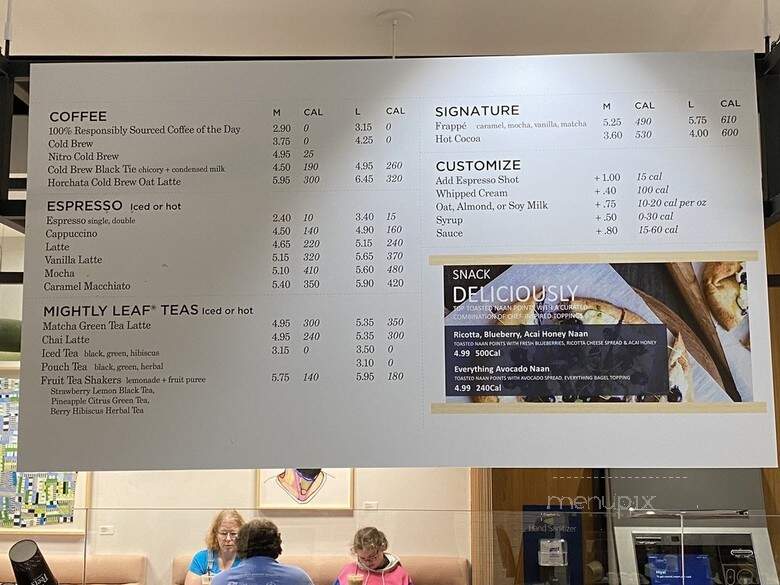 COFFEE M CAL L CAL
100% Responsibly Sourced Coffee of the Day 2.90 0 3.15 0
Cold Brew 3.75 0 4.25 0
Nitro Cold Brew 4.95 25
Cold Brew Black Tie chicory + condensed milk 4.50 190 4.95 260
Horchata Cold Brew Oat Latte 5.95 300 6.45 320
ESPRESSO Iced or hot
Espresso single, double 2.40 10 3.40 15
Cappuccino 4.50 140 4.90 160
Latte 4.65 220 5.15 240
Vanilla Latte 5.15 320 5.65 370
Mocha 5.10 410 5.60 480
Caramel Macchiato 5.40 350 5.90 420
MIGHTLY LEAF® TEAS Iced or hot
Matcha Green Tea Latte 4.95 300 5.35 350
Chai Latte 4.95 240 5.35 300
Iced Tea black, green, hibiscus 3.15 0 3.50 0
Pouch Tea black, green, herbal 3.10 0
Fruit Tea Shakers lemonade + fruit puree 5.75 140 5.95 180
Strawberry Lemon Black Tea,
Pineapple Citrus Green Tea,
Berry Hibiscus Herbal Tea
SIGNATURE M CAL L CAL
Frappé caramel, mocha, vanilla, matcha 5.25 490 5.75 610
Hot Cocoa 3.60 530 4.00 600
CUSTOMIZE
Add Espresso Shot + 1.00 15 cal
Whipped Cream + .40 100 cal
Oat, Almond, or Soy Milk + .75 10-20 cal per oz
Syrup + .50 0-30 cal
Sauce + .80 15-60 cal
SNACK
DELICIOUSLY
TOP TOASTED NAAN POINTS WITH A CURATED
COMBINATION OF CHEF-INSPIRED TOPPINGS
Ricotta, Blueberry, Acai Honey Naan
TOASTED NAAN POINTS WITH FRESH BLUEBERRIES, RICOTTA CHEESE SPREAD & ACAI HONEY
4.99 500Cal
Everything Avocado Naan
TOASTED NAAN POINTS WITH AVOCADO SPREAD, EVERYTHING BAGEL TOPPING
4.99 240Cal
menupix
Hand Sanitizer